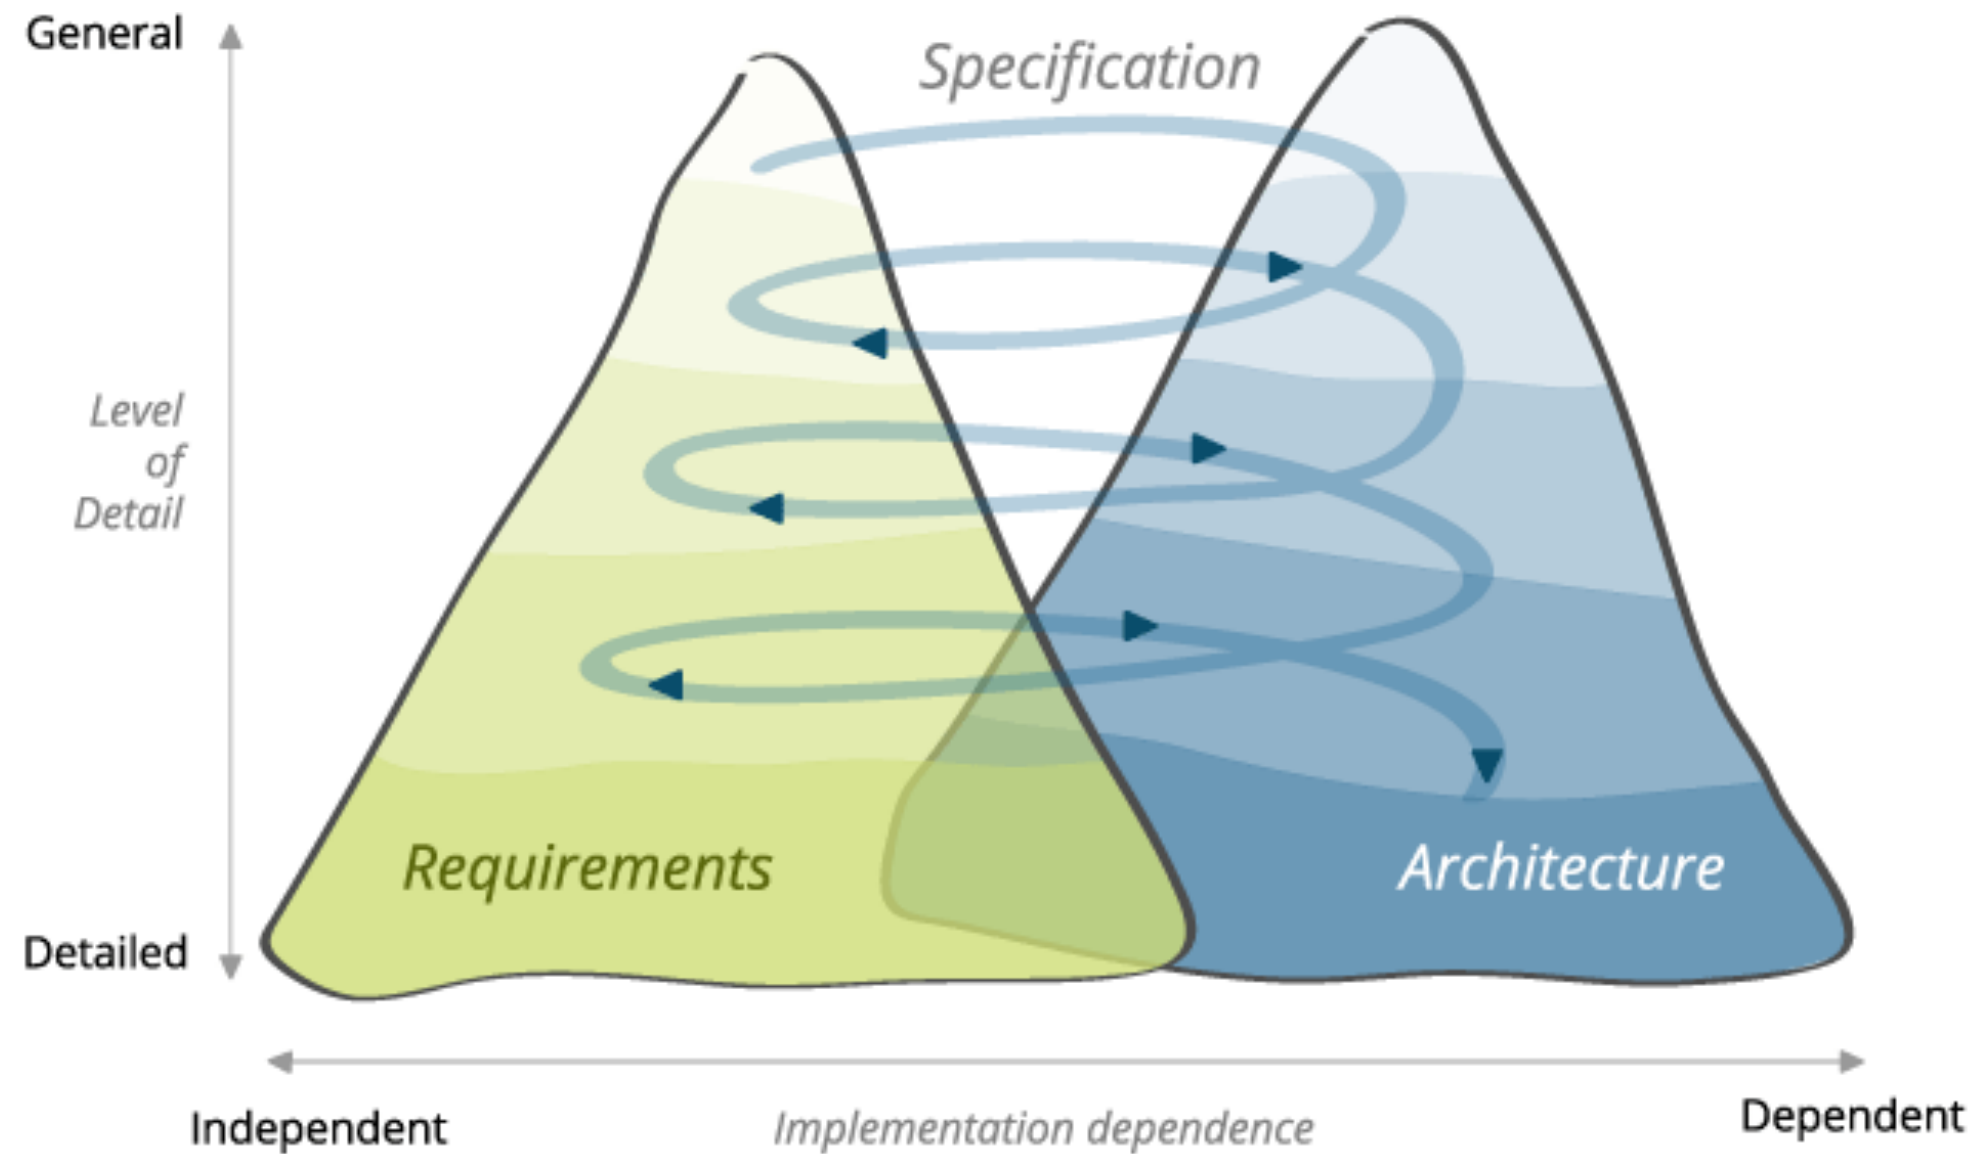 General
Specification
Level
of
Detail
Requirements
Architecture
Detailed
Independent
Implementation dependence
Dependent